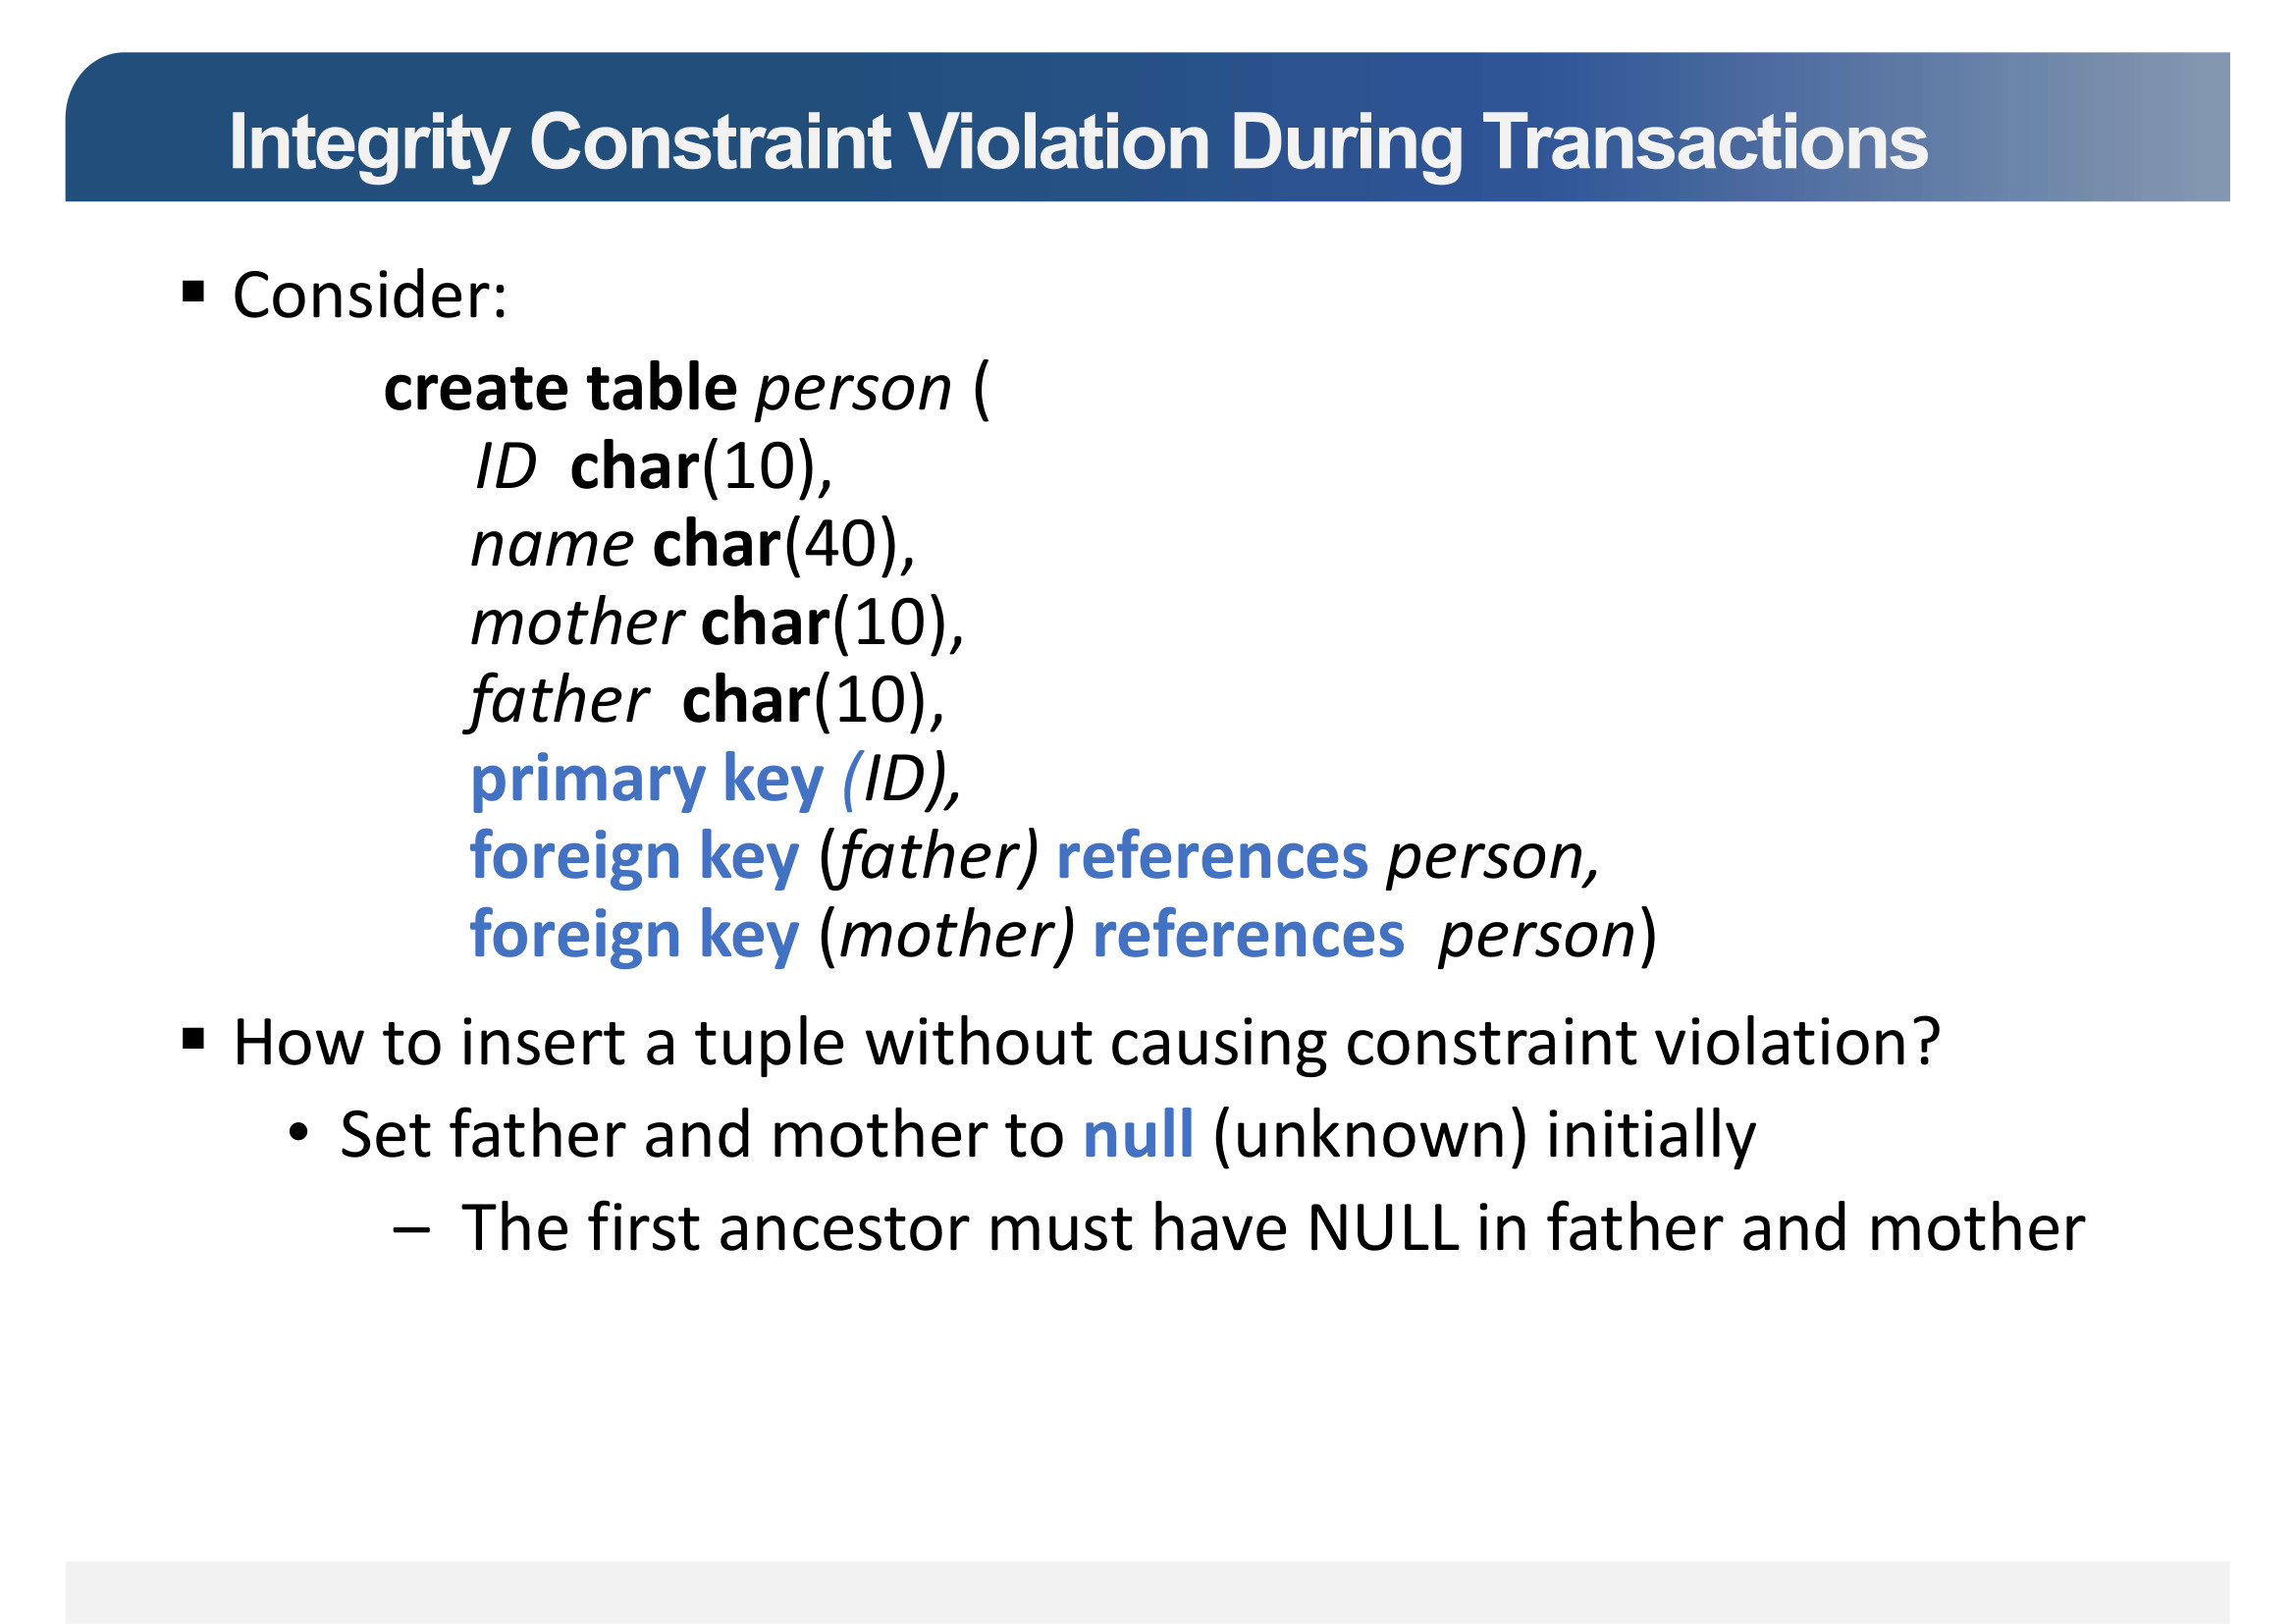 Integrity Constraint Violation During Transactions
▪ Consider:
create table person (
ID char(10),
name char(40),
mother char(10),
father char(10),
primary key (ID),
foreign key (father) references person,
foreign key (mother) references person)
▪ How to insert a tuple without causing constraint violation?
• Set father and mother to null (unknown) initially
– The first ancestor must have NULL in father and mother